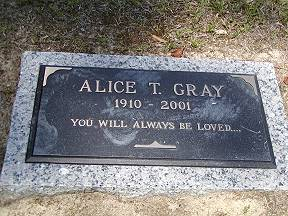 ALICE T. GRAY
1910 - 2001
YOU WILL ALWAYS BE LOVED...